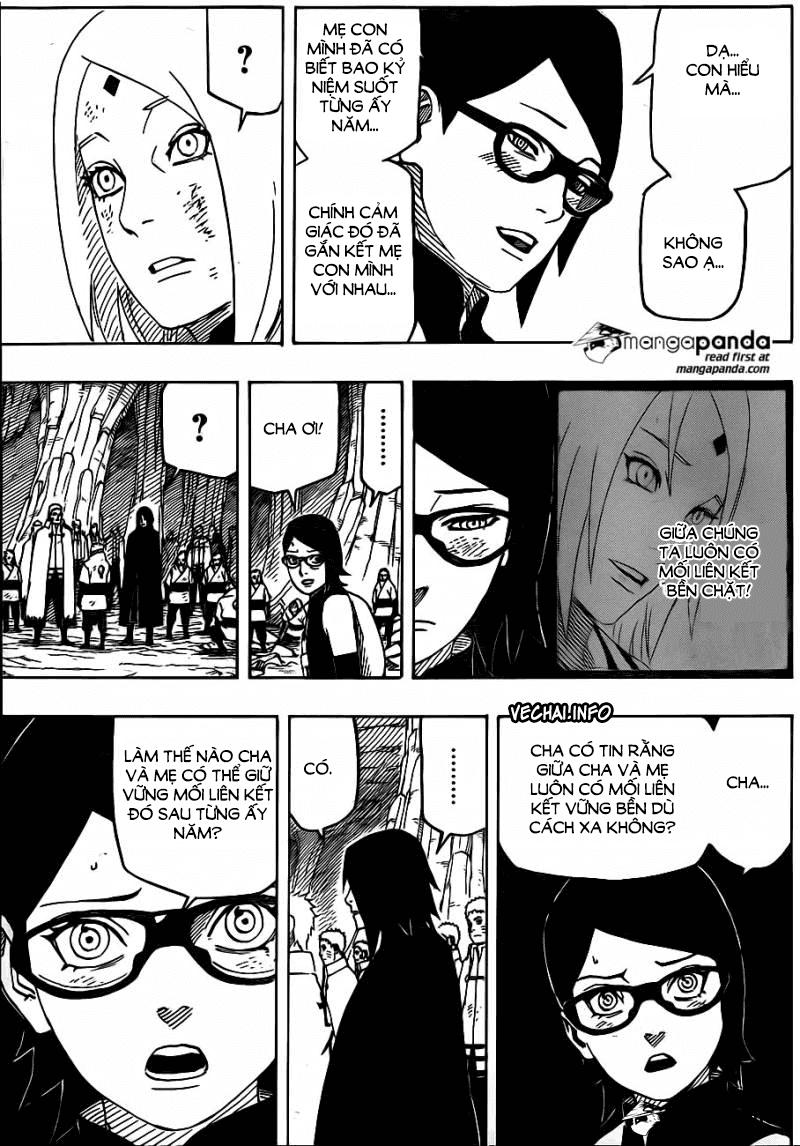 DẠ...
CON HIỂU
MÀ...
KHÔNG
SAO Ạ...
MẸ CON
MÌNH ĐÃ CÓ
BIẾT BAO KỶ
NIỆM SUỐT
TỪNG ẤY
NĂM...
CHÍNH CẢM
GIÁC ĐÓ ĐÃ
GẮN KẾT MẸ
CON MÌNH
VỚI NHAU...
?
mangapanda
read first at
mangapanda.com
GIỮA CHÚNG
TA LUÔN CÓ
MỐI LIÊN KẾT
BỀN CHẶT!
.........
CHA ƠI!
?
VECHAI.INFO
CHA...
CHA CÓ TIN RẰNG
GIỮA CHA VÀ MẸ
LUÔN CÓ MỐI LIÊN
KẾT VỮNG BỀN DÙ
CÁCH XA KHÔNG?
......
CÓ.
LÀM THẾ NÀO CHA
VÀ MẸ CÓ THỂ GIỮ
VỮNG MỐI LIÊN KẾT
ĐÓ SAU TỪNG ẤY
NĂM?